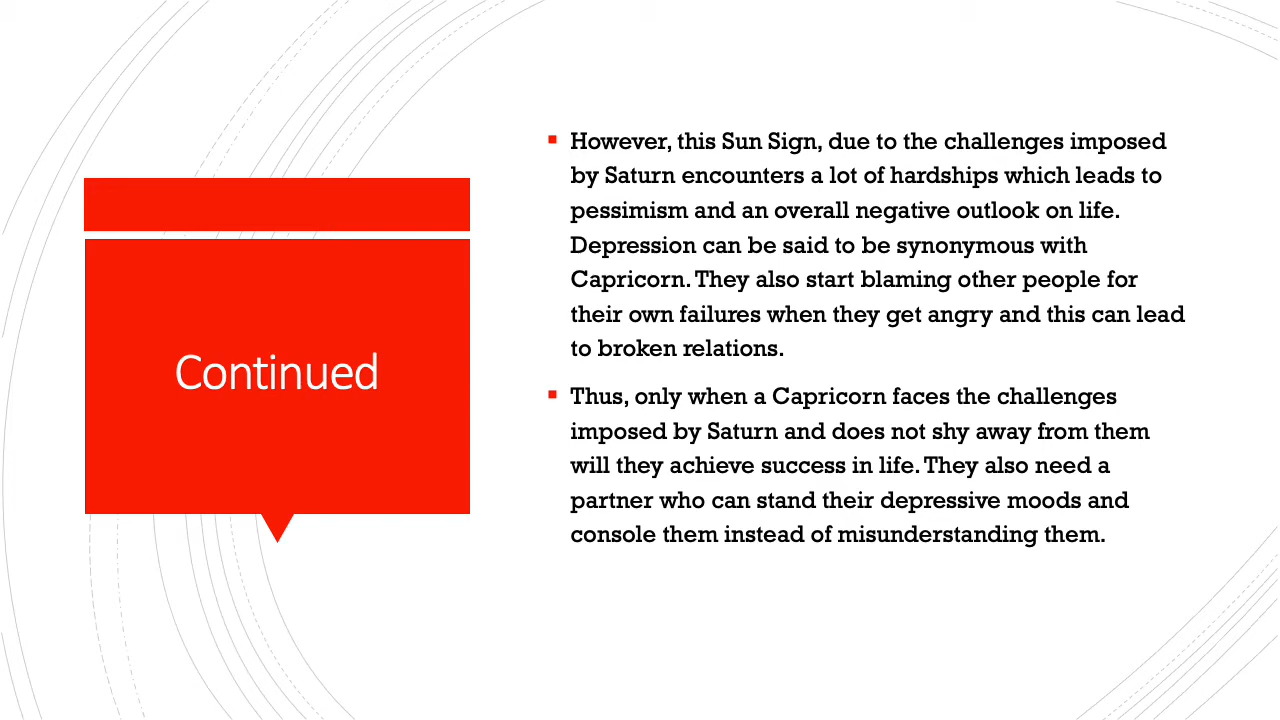 Continued
However, this Sun Sign, due to the challenges imposed
by Saturn encounters a lot of hardships which leads to
pessimism and an overall negative outlook on life.
Depression can be said to be synonymous with
Capricorn. They also start blaming other people for
their own failures when they get angry and this can lead
to broken relations.
Thus, only when a Capricorn faces the challenges
imposed by Saturn and does not shy away from them
will they achieve success in life. They also need a
partner who can stand their depressive moods and
console them instead of misunderstanding them.